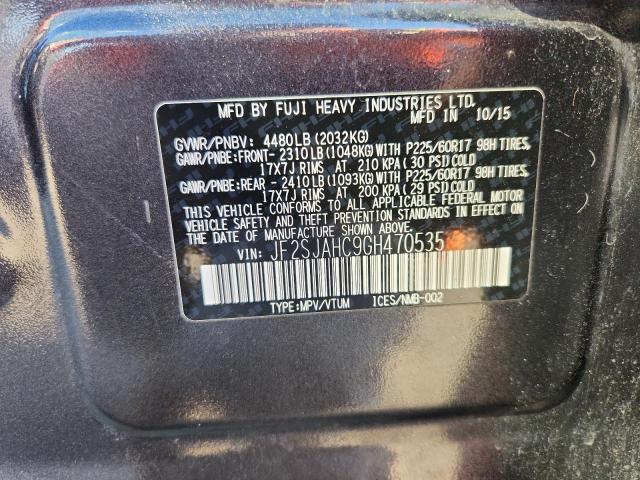 MFD BY FUJI HEAVY INDUSTRIES LTD.
MFD IN 10/15
GVWR/PNBV: 4480LB(2032KG)
GAWR/PNBE:FRONT- 2310LB(1048KG)WITH P225/60R17 98H TIRES,
17X7J RIMS AT 210 KPA(30 PSI)COLD
GAWR/PNBE:REAR -2410LB(1093KG)WITH P225/60R17 98H TIRES,
17X7J RIMS AT 200 KPA(29 PSI)COLD
THIS VEHICLE CONFORMS TO ALL APPLICABLE FEDERAL MOTOR
VEHICLE SAFETY AND THEFT PREVENTION STANDARDS IN EFFECT ON
THE DATE OF MANUFACTURE SHOWN ABOVE.
VIN: JF2SJAHC9GH470535
TYPE:MPV/VTUM ICES/NMB-002